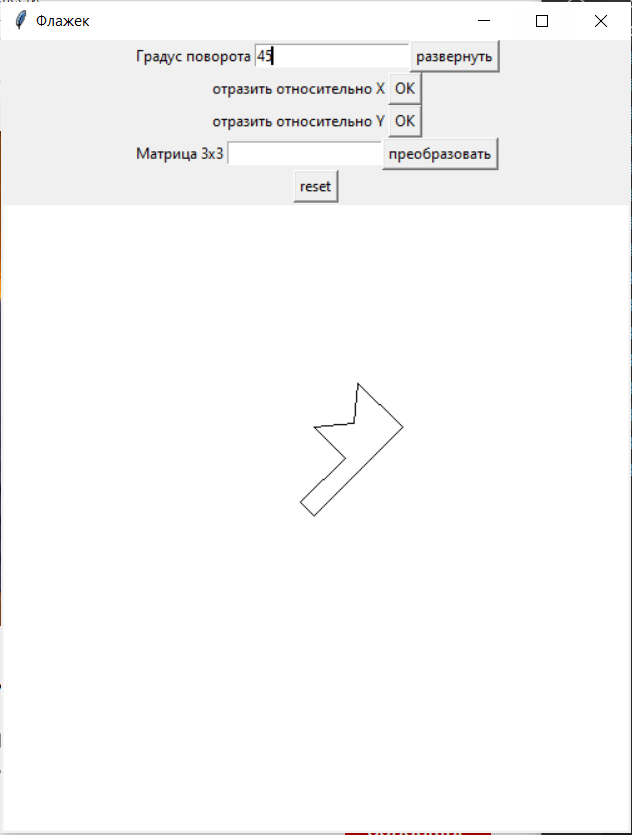 Флажек
Градус поворота 45 развернуть
отразить относительно X OK
отразить относительно Y OK
Матрица 3x3 преобразовать
reset